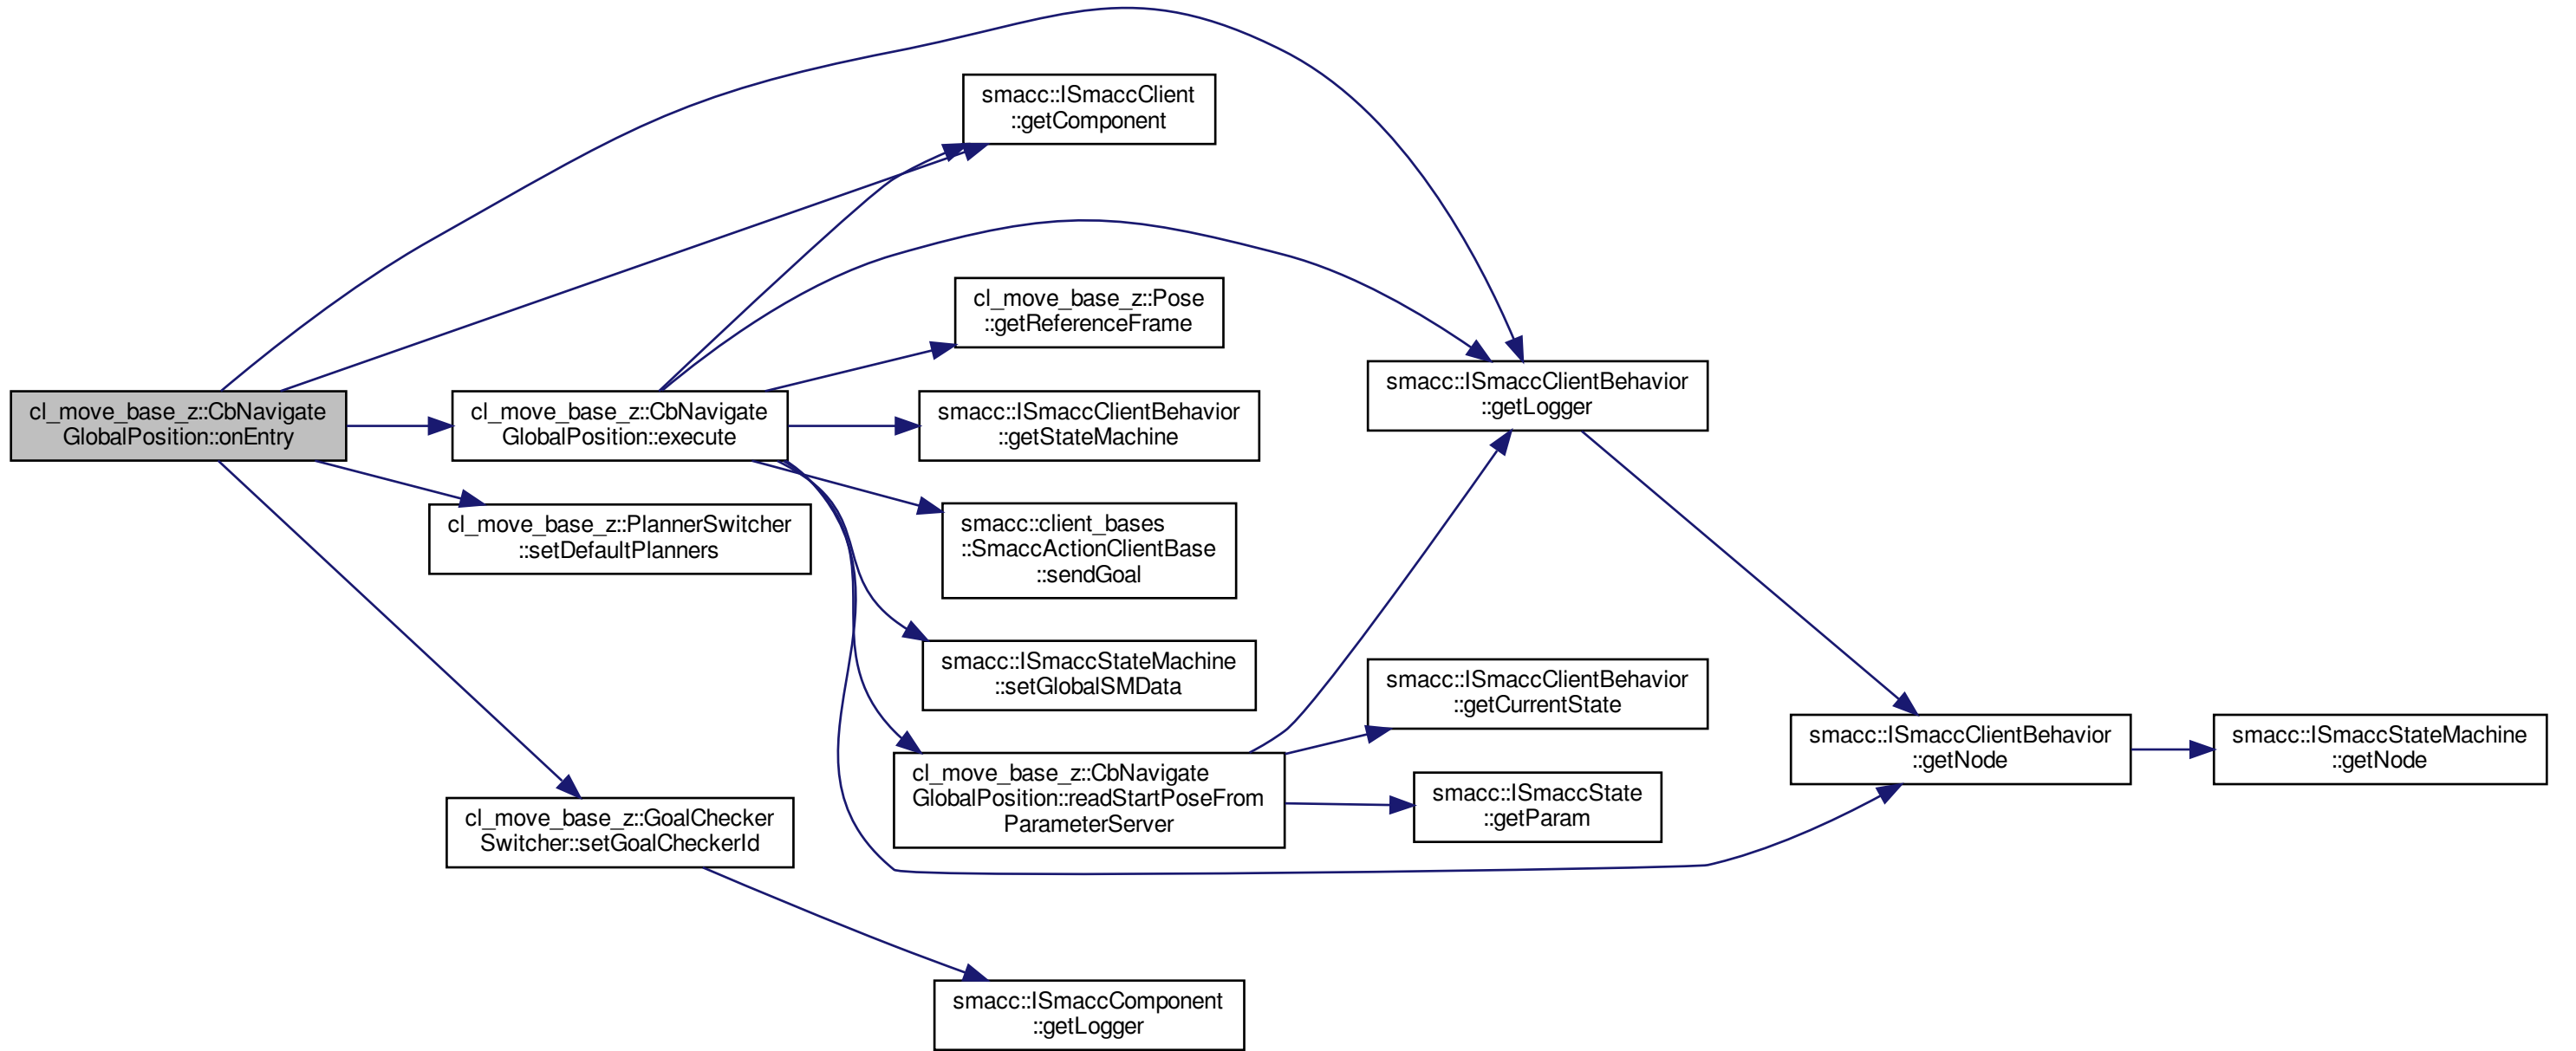 cl_move_base_z::CbNavigate
GlobalPosition::onEntry
cl_move_base_z::CbNavigate
GlobalPosition::execute
cl_move_base_z::PlannerSwitcher
::setDefaultPlanners
cl_move_base_z::GoalChecker
Switcher::setGoalCheckerId
smacc::ISmaccClient
::getComponent
cl_move_base_z::Pose
::getReferenceFrame
smacc::ISmaccClientBehavior
::getStateMachine
smacc::client_bases
::SmaccActionClientBase
::sendGoal
smacc::ISmaccStateMachine
::setGlobalSMData
cl_move_base_z::CbNavigate
GlobalPosition::readStartPoseFrom
ParameterServer
smacc::ISmaccComponent
::getLogger
smacc::ISmaccClientBehavior
::getLogger
smacc::ISmaccClientBehavior
::getCurrentState
smacc::ISmaccState
::getParam
smacc::ISmaccClientBehavior
::getNode
smacc::ISmaccStateMachine
::getNode